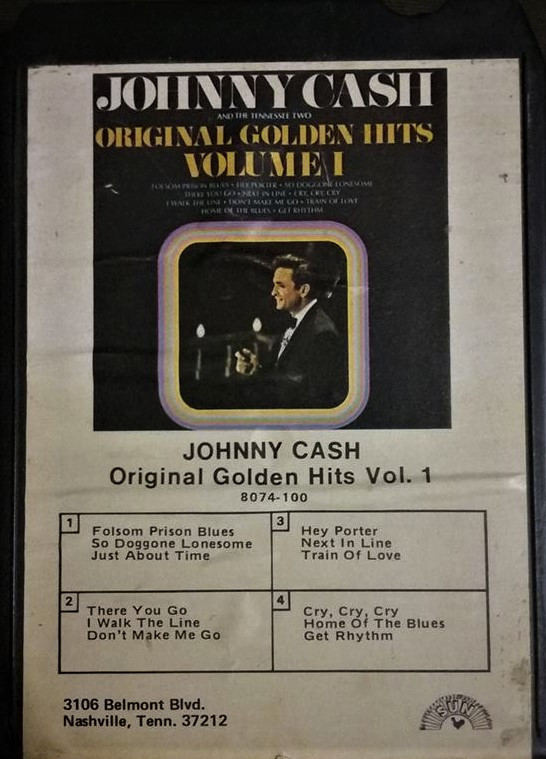 JOHNNY CASH
AND THE TENNESSEE TWO
ORIGINAL GOLDEN HITS
VOLUME I
FOLSOM PRISON BLUES • HEY PORTER • SO DOGGONE LONESOME
THERE YOU GO • NEXT IN LINE • CRY, CRY, CRY
I WALK THE LINE • DON'T MAKE ME GO • TRAIN OF LOVE
HOME OF THE BLUES • GET RHYTHM
JOHNNY CASH
Original Golden Hits Vol. 1
8074-100
1
Folsom Prison Blues
So Doggone Lonesome
Just About Time
2
There You Go
I Walk The Line
Don't Make Me Go
3
Hey Porter
Next In Line
Train Of Love
4
Cry, Cry, Cry
Home Of The Blues
Get Rhythm
3106 Belmont Blvd.
Nashville, Tenn. 37212
SUN